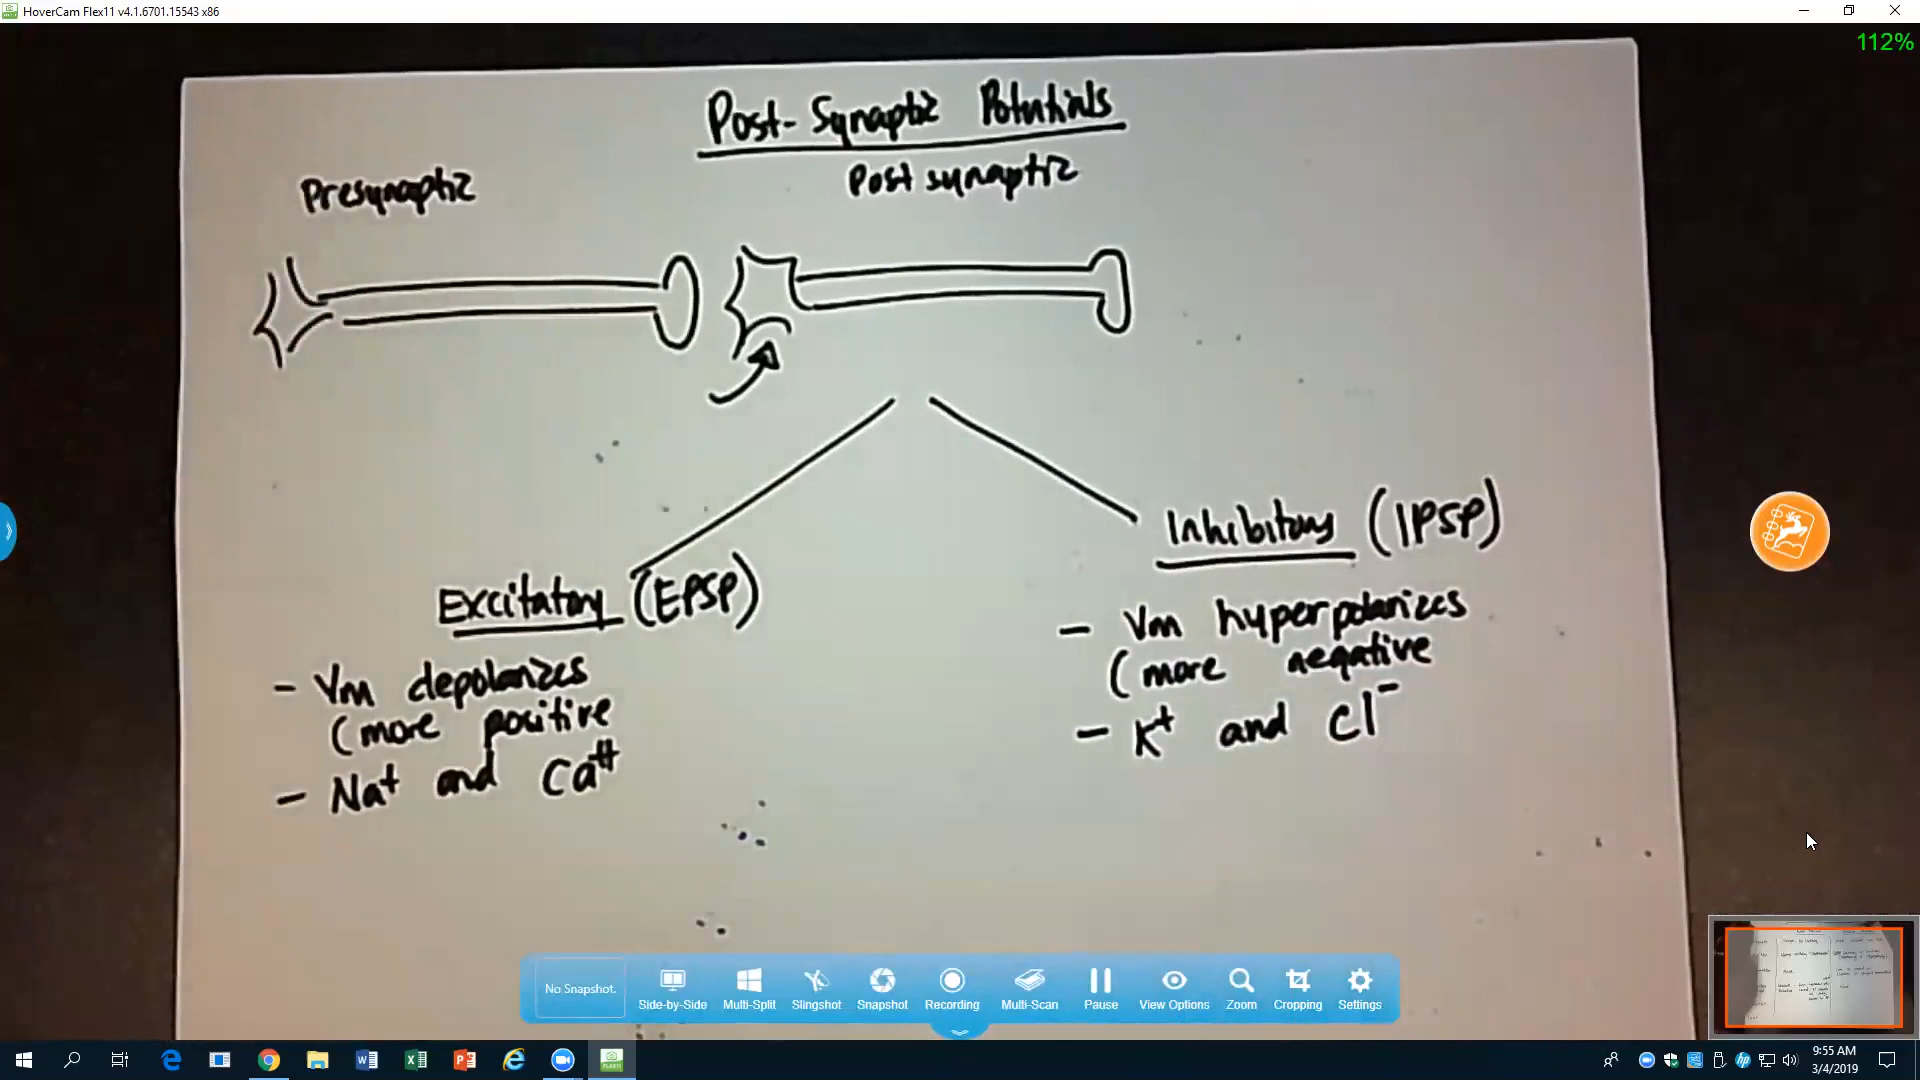 HoverCam Flex11 v4.1.6701.15543 x86
112%
Post-Synaptic Potentials
Presynaptic
Postsynaptic
Excitatory (EPSP)
- Vm depolarizes
(more positive
- Na+ and Ca++
Inhibitory (IPSP)
- Vm hyperpolarizes
(more negative
- K+ and Cl-
No Snapshot.
Side-by-Side
Multi-Split
Slingshot
Snapshot
Recording
Multi-Scan
Pause
View Options
Zoom
Cropping
Settings
9:55 AM
3/4/2019